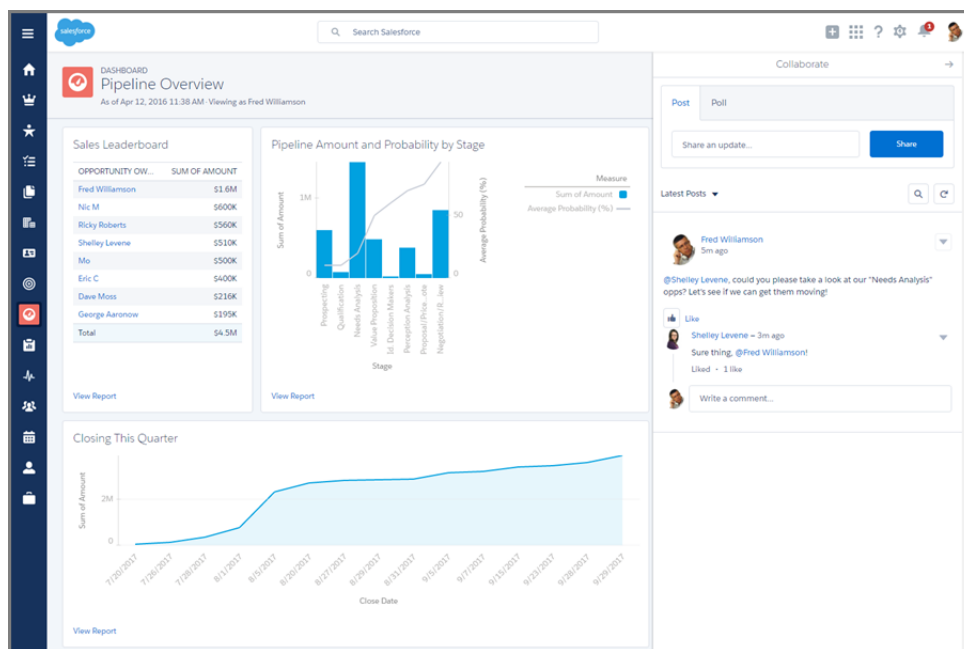 salesforce
Search Salesforce
1
DASHBOARD
Pipeline Overview
As of Apr 12, 2016 11:38 AM · Viewing as Fred Williamson
Sales Leaderboard
OPPORTUNITY OW... SUM OF AMOUNT
Fred Williamson $1.6M
Nic M $600K
Ricky Roberts $560K
Shelley Levene $510K
Mo $500K
Eric C $400K
Dave Moss $216K
George Aaronow $195K
Total $4.5M
View Report
Pipeline Amount and Probability by Stage
Sum of Amount
1M
0
50
0
Average Probability (%)
Measure
Sum of Amount
Average Probability (%)
Prospecting
Qualification
Needs Analysis
Value Proposition
Id. Decision Makers
Perception Analysis
Proposal/Price...ote
Negotiation/R...iew
Stage
View Report
Closing This Quarter
Sum of Amount
2M
0
7/20/2017
7/26/2017
7/28/2017
8/1/2017
8/5/2017
8/20/2017
8/27/2017
8/29/2017
8/31/2017
9/5/2017
9/7/2017
9/15/2017
9/23/2017
9/28/2017
9/29/2017
Close Date
View Report
Collaborate
Post Poll
Share an update...
Share
Latest Posts
Fred Williamson
5m ago
@Shelley Levene, could you please take a look at our "Needs Analysis"
opps? Let's see if we can get them moving!
Like
Shelley Levene – 3m ago
Sure thing, @Fred Williamson!
Liked · 1 like
Write a comment...